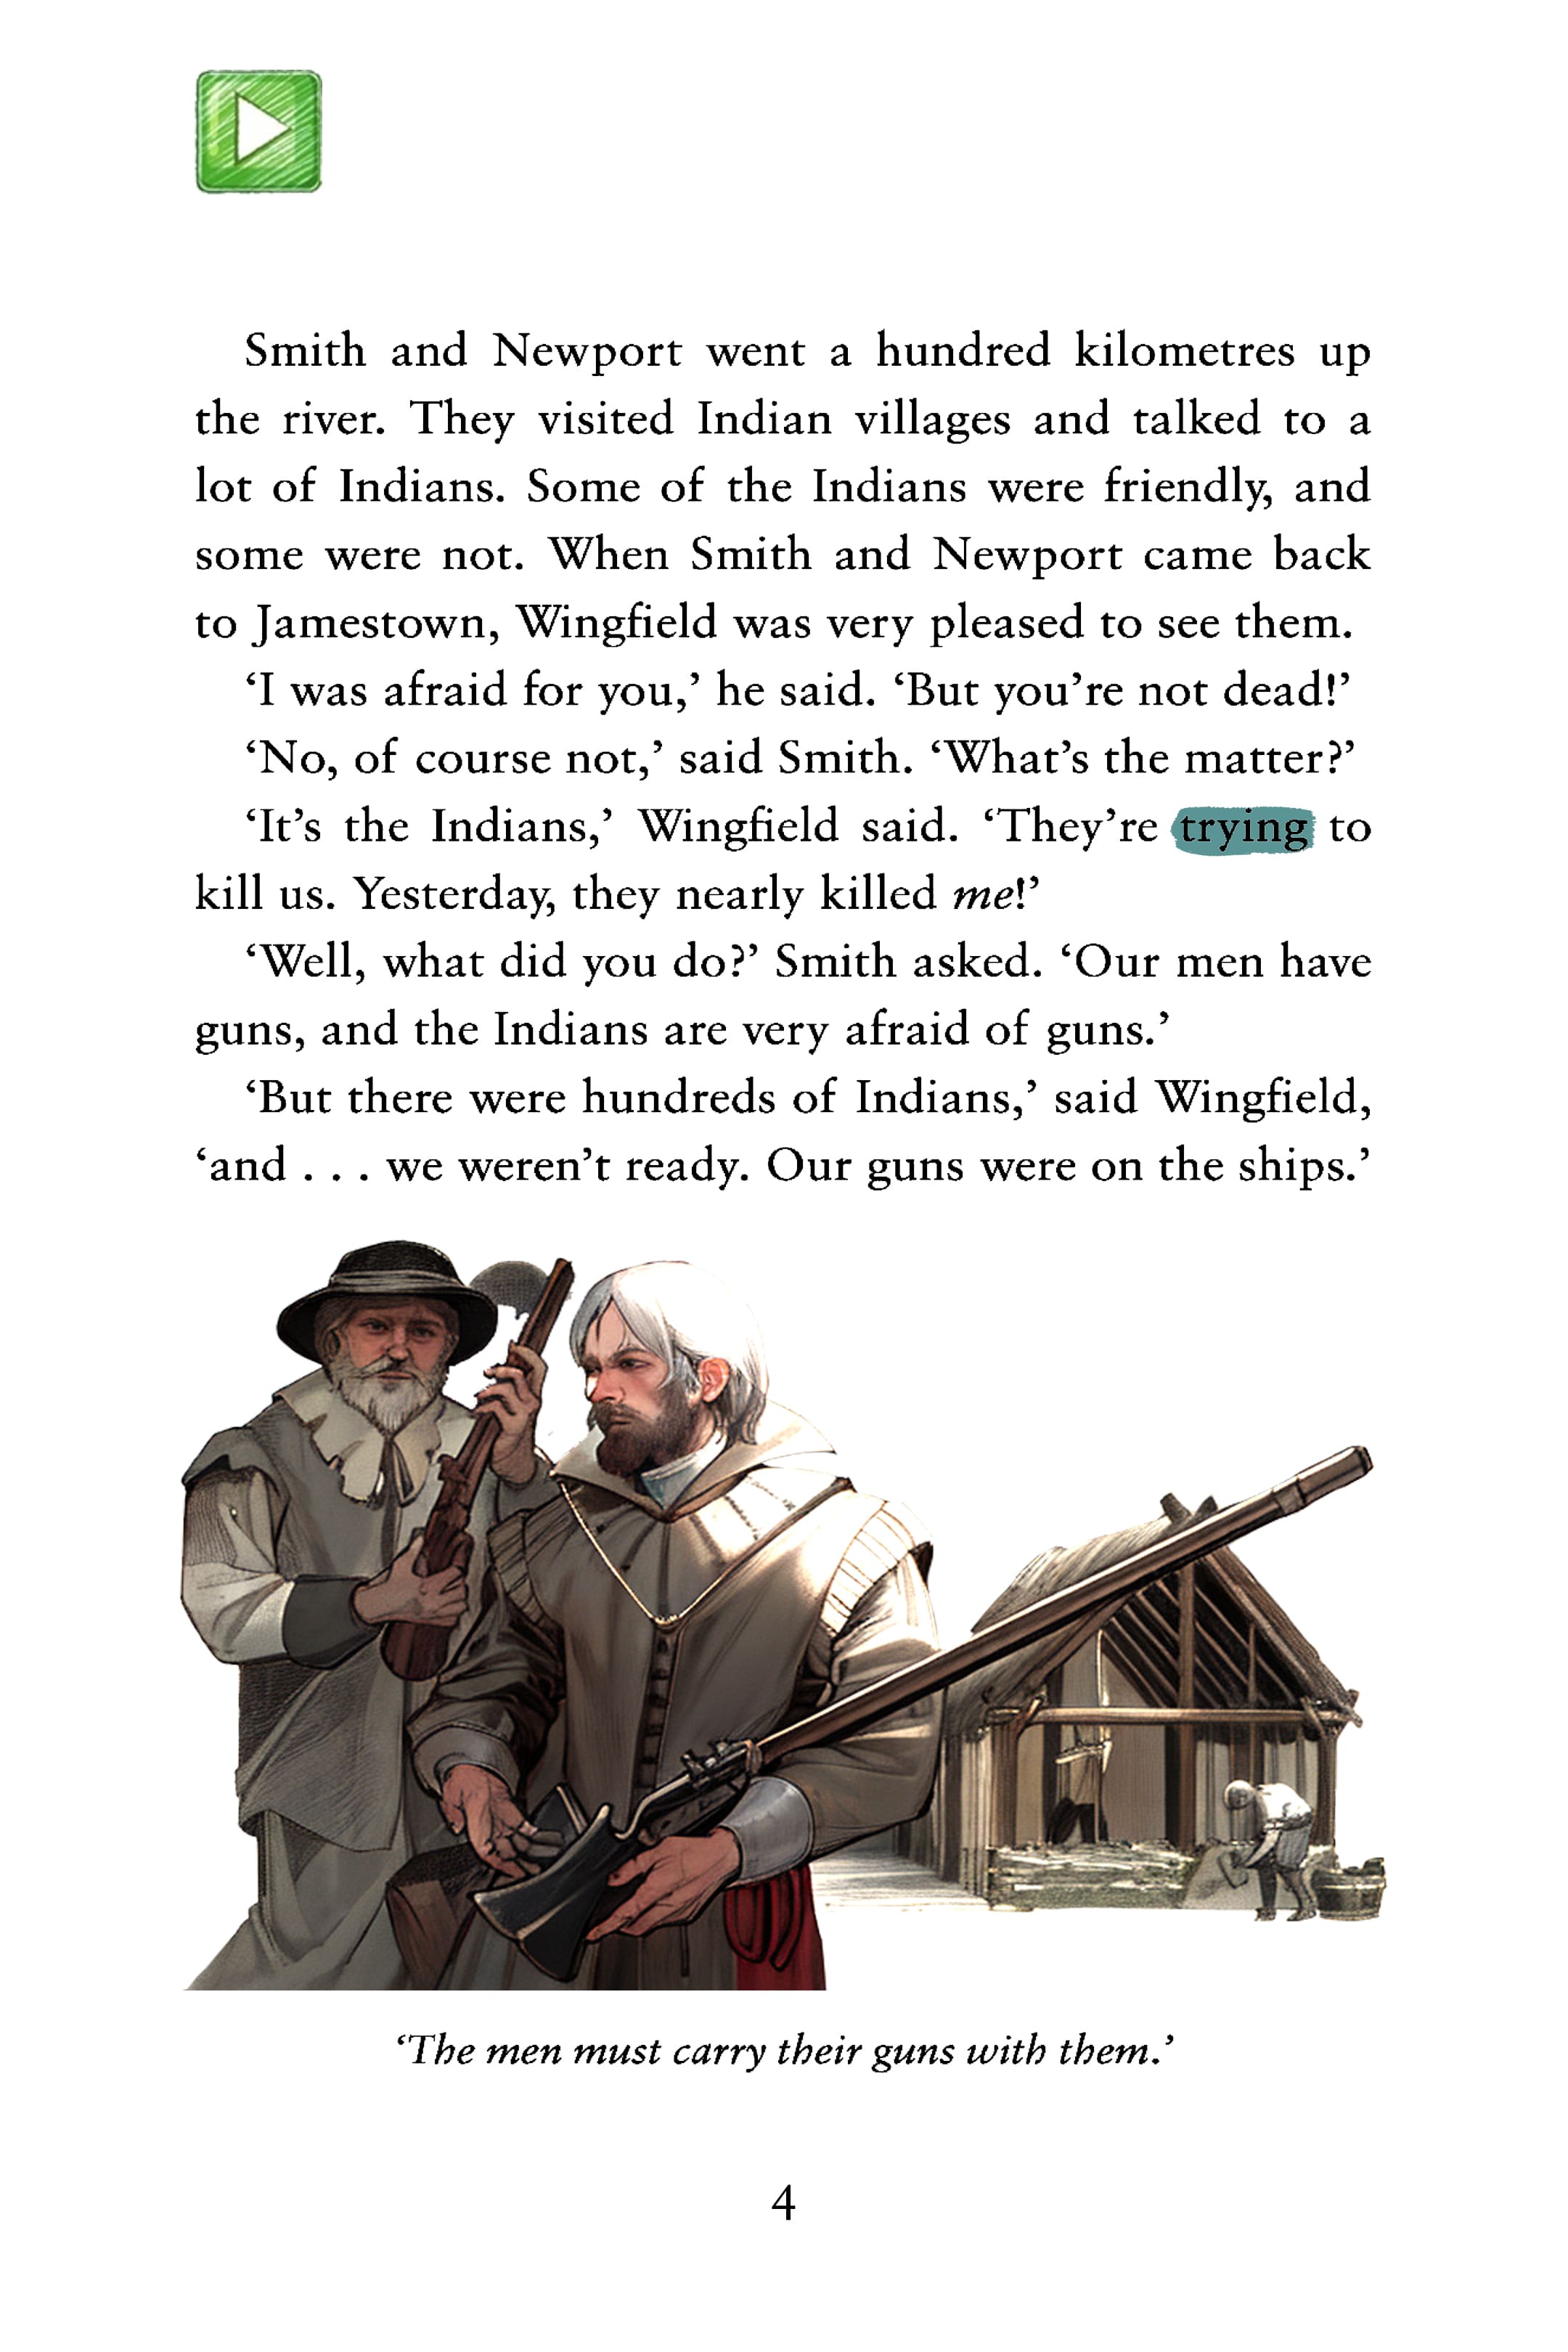 Smith and Newport went a hundred kilometres up
the river. They visited Indian villages and talked to a
lot of Indians. Some of the Indians were friendly, and
some were not. When Smith and Newport came back
to Jamestown, Wingfield was very pleased to see them.
‘I was afraid for you,’ he said. ‘But you’re not dead!’
‘No, of course not,’ said Smith. ‘What’s the matter?’
‘It’s the Indians,’ Wingfield said. ‘They’re trying to
kill us. Yesterday, they nearly killed me!’
‘Well, what did you do?’ Smith asked. ‘Our men have
guns, and the Indians are very afraid of guns.’
‘But there were hundreds of Indians,’ said Wingfield,
‘and . . . we weren’t ready. Our guns were on the ships.’
‘The men must carry their guns with them.’
4